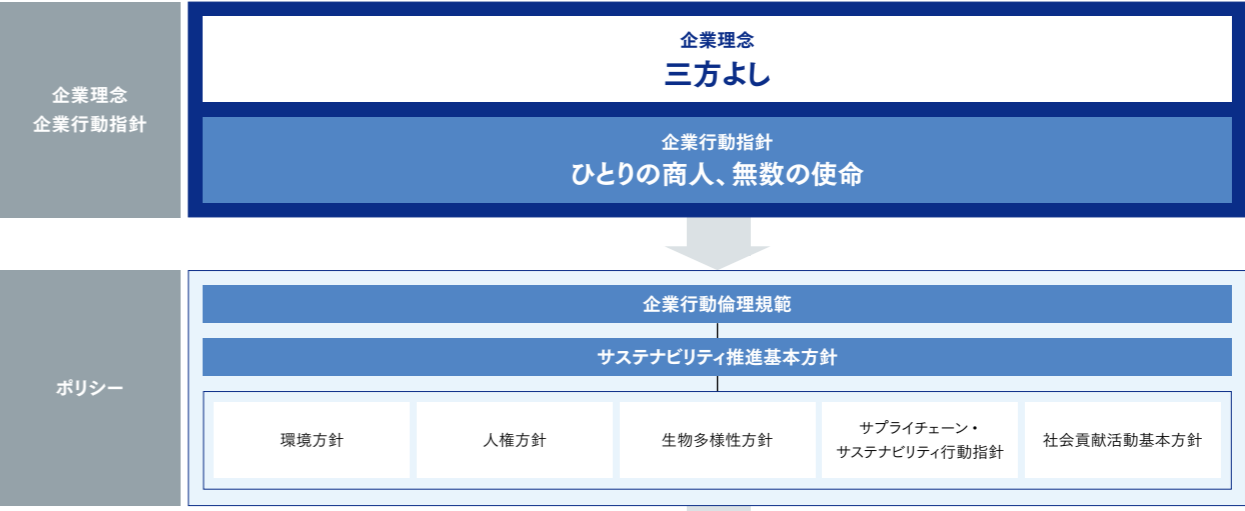 企業理念
企業行動指針
企業理念
三方よし
企業行動指針
ひとりの商人、無数の使命
ポリシー
企業行動倫理規範
サステナビリティ推進基本方針
環境方針
人権方針
生物多様性方針
サプライチェーン・
サステナビリティ行動指針
社会貢献活動基本方針